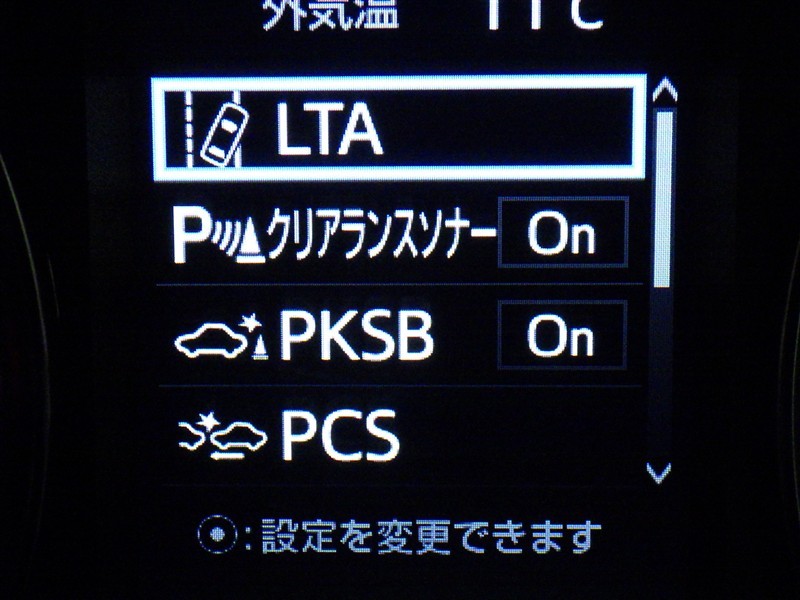 外気温 11℃
LTA
Pクリアランスソナー On
PKSB On
PCS
:設定を変更できます